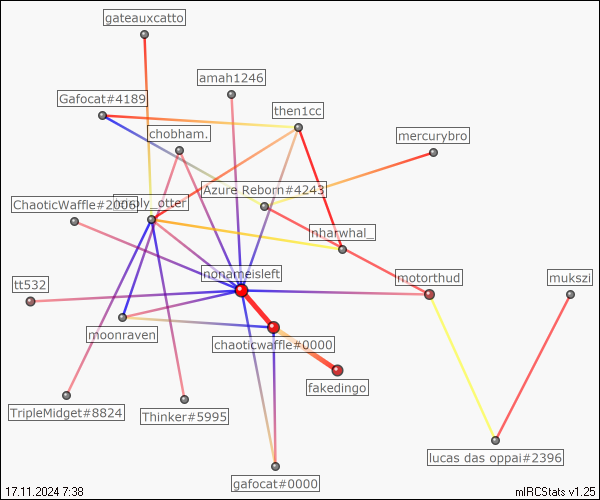 gateauxcatto
amah1246
Gafocat#4189
then1cc
chobham.
mercurybro
Azure Reborn#4243
ChaoticWaffle#2006
_otter
nharwhal_
nonameisleft
tt532
motorthud
mukszi
moonraven
chaoticwaffle#0000
fakedingo
TripleMidget#8824
Thinker#5995
lucas das oppai#2396
gafocat#0000
17.11.2024 7:38
mIRCStats v1.25